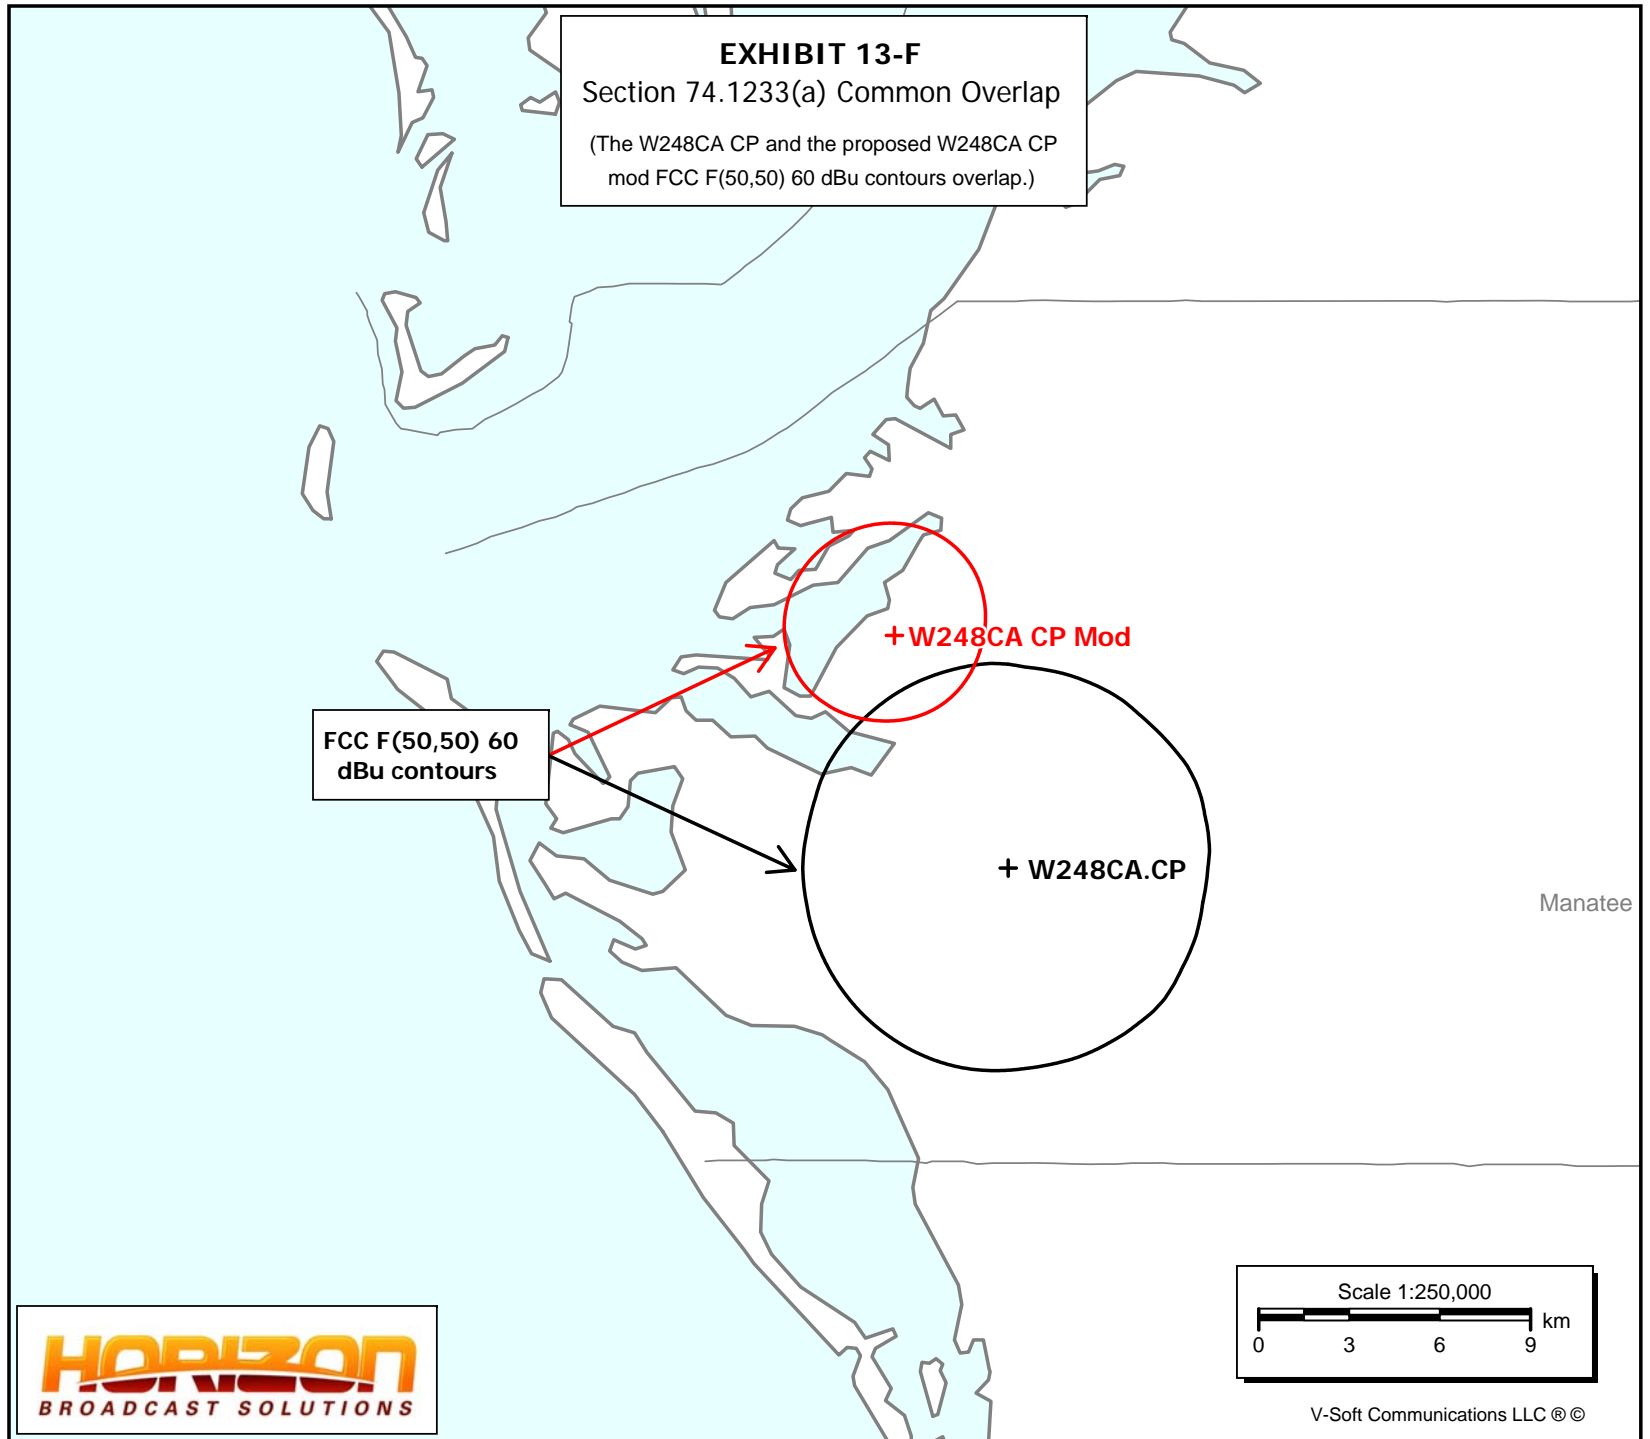 EXHIBIT 13-F
Section 74.1233(a) Common Overlap
(The W248CA CP and the proposed W248CA CP
mod FCC F(50,50) 60 dBu contours overlap.)
W248CA CP Mod
FCC F(50,50) 60
dBu contours
W248CA.CP
Manatee
Scale 1:250,000
km
0 3 6 9
HORIZON
BROADCAST SOLUTIONS
V-Soft Communications LLC ® ©